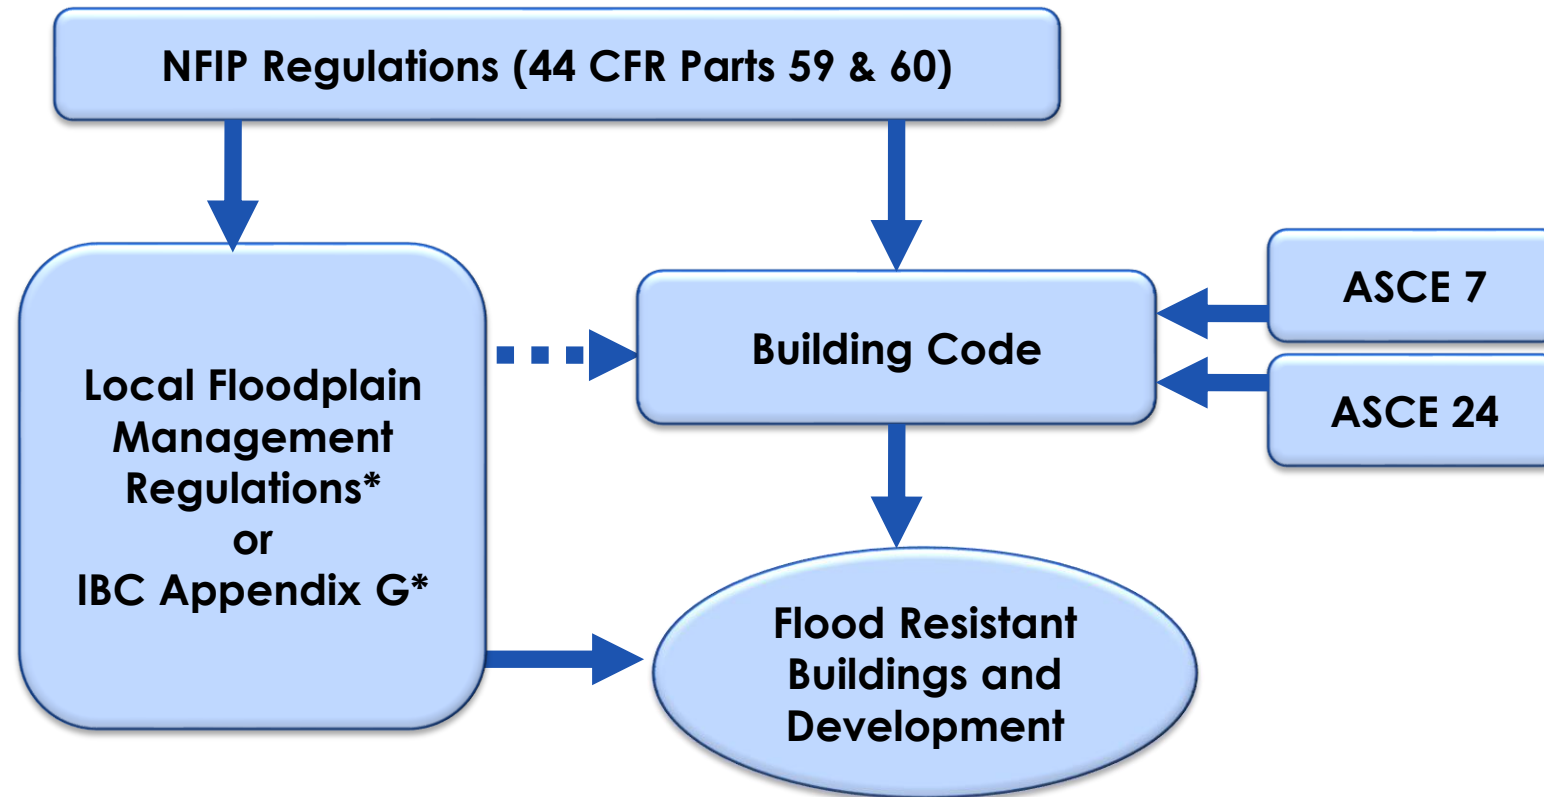 NFIP Regulations (44 CFR Parts 59 & 60)
Local Floodplain
Management
Regulations*
or
IBC Appendix G*
Building Code
ASCE 7
ASCE 24
Flood Resistant
Buildings and
Development